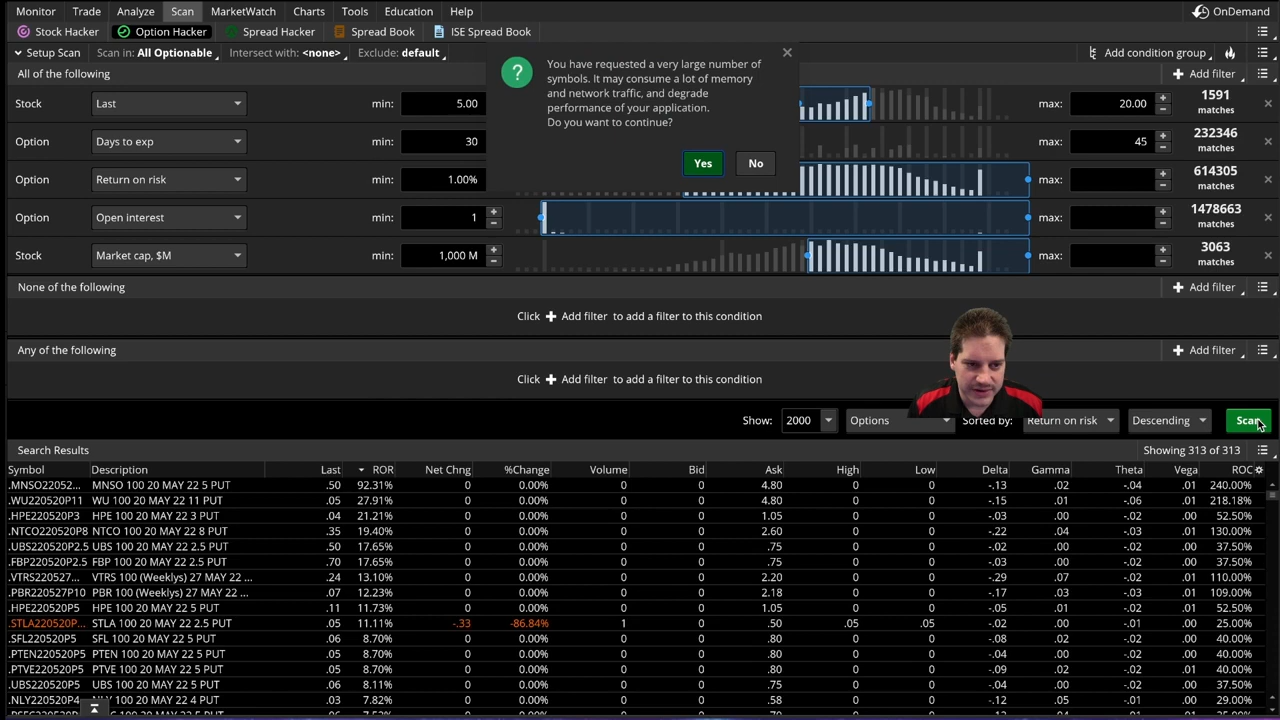 Monitor Trade Analyze Scan MarketWatch Charts Tools Education Help OnDemand
Stock Hacker Option Hacker Spread Hacker Spread Book ISE Spread Book
Setup Scan Scan in: All Optionable Intersect with: <none> Exclude: default Add condition group
All of the following Add filter
You have requested a very large number of
symbols. It may consume a lot of memory
and network traffic, and degrade
performance of your application.
Do you want to continue?
Yes No
Stock Last min: 5.00 max: 20.00 1591 matches
Option Days to exp min: 30 max: 45 232346 matches
Option Return on risk min: 1.00% max: 614305 matches
Option Open interest min: 1 max: 1478663 matches
Stock Market cap, $M min: 1,000 M max: 3063 matches
None of the following Add filter
Click + Add filter to add a filter to this condition
Any of the following Add filter
Click + Add filter to add a filter to this condition
Show: 2000 Options Sorted by: Return on risk Descending Scan
Search Results Showing 313 of 313
Symbol Description Last ROR Net Chng %Change Volume Bid Ask High Low Delta Gamma Theta Vega ROC
.MNSO22052... MNSO 100 20 MAY 22 5 PUT .50 92.31% 0 0.00% 0 0 4.80 0 0 -.13 .02 -.04 .01 240.00%
.WU220520P11 WU 100 20 MAY 22 11 PUT .05 27.91% 0 0.00% 0 0 4.80 0 0 -.15 .01 -.06 .01 218.18%
.HPE220520P3 HPE 100 20 MAY 22 3 PUT .04 21.21% 0 0.00% 0 0 1.05 0 0 -.03 .00 -.02 .00 52.50%
.NTCO220520P8 NTCO 100 20 MAY 22 8 PUT .35 19.40% 0 0.00% 0 0 2.60 0 0 -.22 .04 -.03 .01 130.00%
.UBS220520P2.5 UBS 100 20 MAY 22 2.5 PUT .50 17.65% 0 0.00% 0 0 .75 0 0 -.02 .00 -.02 .00 37.50%
.FBP220520P2.5 FBP 100 20 MAY 22 2.5 PUT .70 17.65% 0 0.00% 0 0 .75 0 0 -.03 .00 -.02 .00 37.50%
.VTRS220527... VTRS 100 (Weeklys) 27 MAY 22 ... .24 13.10% 0 0.00% 0 0 2.20 0 0 -.29 .07 -.02 .01 110.00%
.PBR220527P10 PBR 100 (Weeklys) 27 MAY 22 ... .07 12.23% 0 0.00% 0 0 2.18 0 0 -.17 .03 -.03 .01 109.00%
.HPE220520P5 HPE 100 20 MAY 22 5 PUT .11 11.73% 0 0.00% 0 0 1.05 0 0 -.05 .01 -.02 .00 52.50%
.STLA220520P... STLA 100 20 MAY 22 2.5 PUT .05 11.11% -.33 -86.84% 1 0 .50 .05 .05 -.02 .00 -.01 .00 25.00%
.SFL220520P5 SFL 100 20 MAY 22 5 PUT .06 8.70% 0 0.00% 0 0 .80 0 0 -.08 .02 -.02 .00 40.00%
.PTEN220520P5 PTEN 100 20 MAY 22 5 PUT .05 8.70% 0 0.00% 0 0 .80 0 0 -.04 .00 -.02 .00 40.00%
.PTVE220520P5 PTVE 100 20 MAY 22 5 PUT .05 8.70% 0 0.00% 0 0 .80 0 0 -.09 .02 -.02 .01 40.00%
.UBS220520P5 UBS 100 20 MAY 22 5 PUT .06 8.11% 0 0.00% 0 0 .75 0 0 -.04 .00 -.02 .00 37.50%
.NLY220520P4 NLY 100 20 MAY 22 4 PUT .03 7.82% 0 0.00% 0 0 .58 0 0 -.12 .05 -.01 .00 29.00%